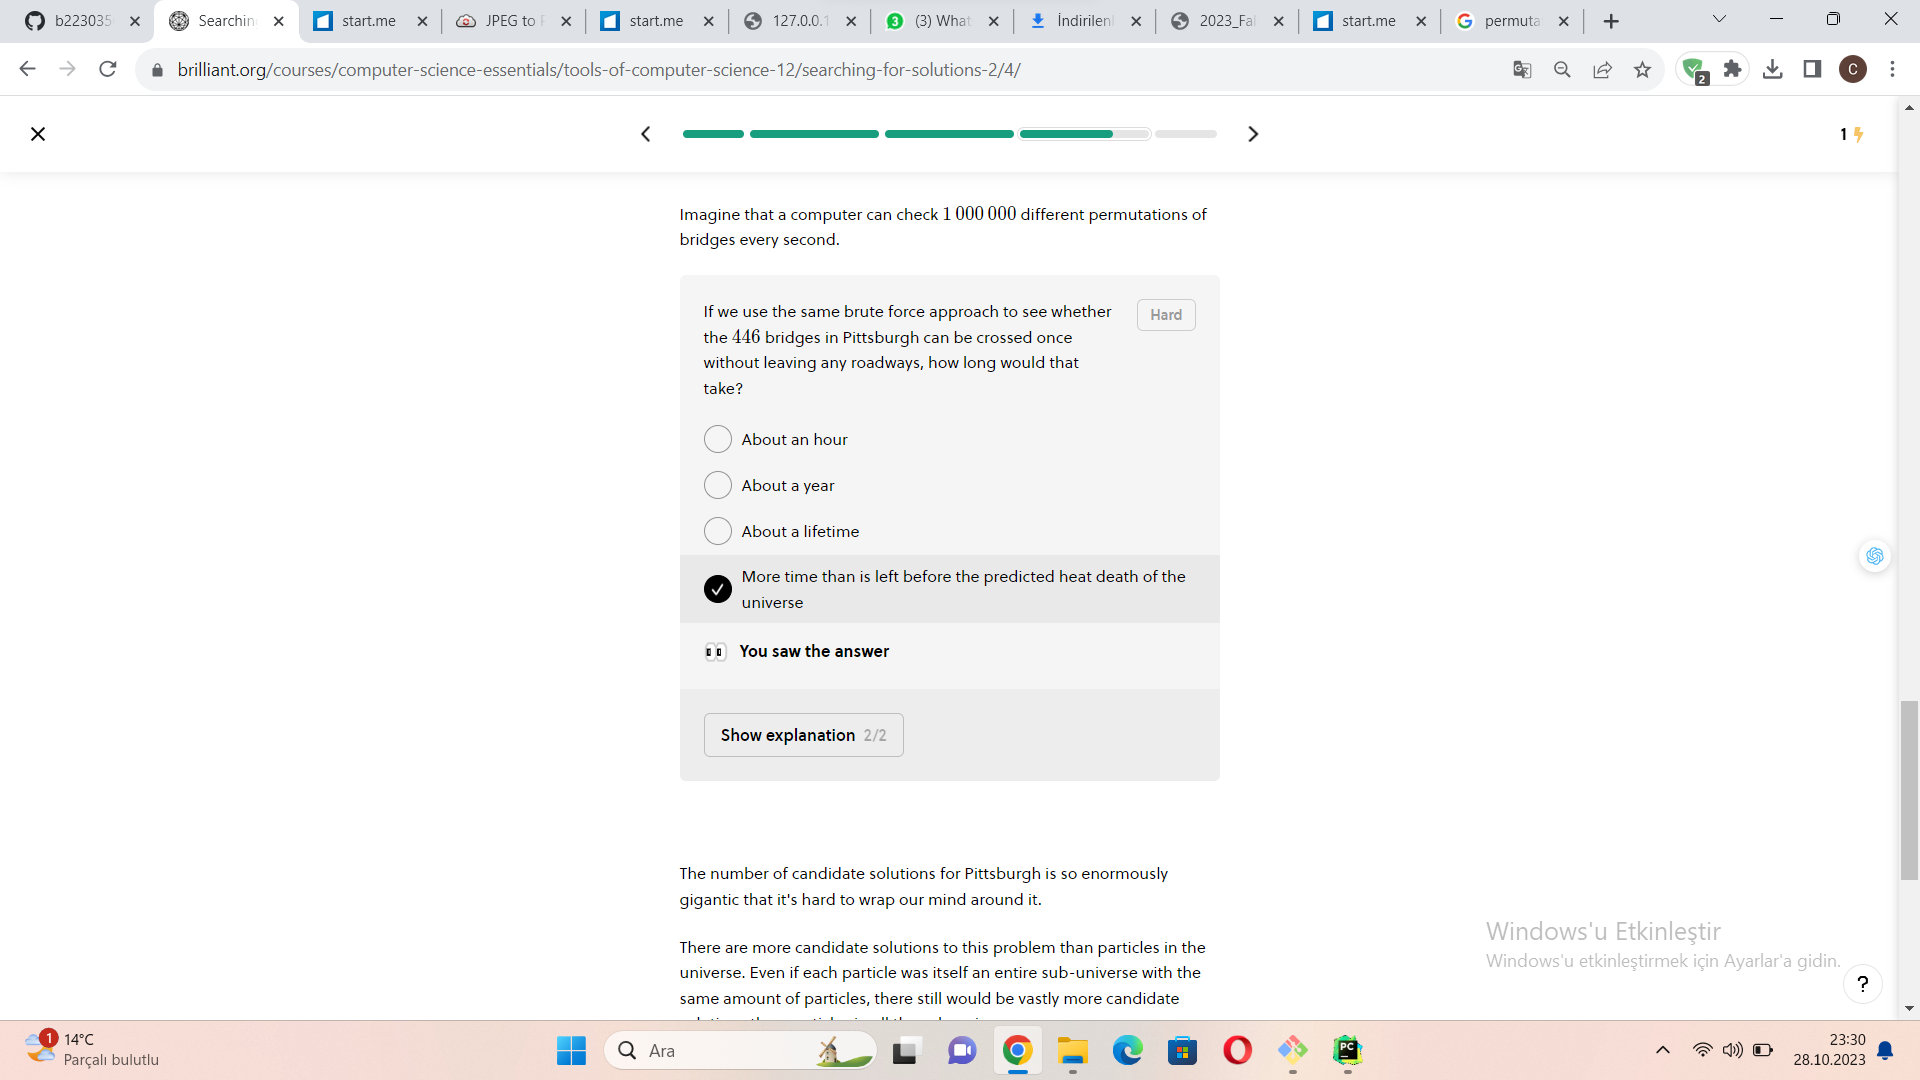 b223035
Searchin
start.me
JPEG to P
start.me
127.0.0.1
(3) What
İndirilen
2023_Fal
start.me
permuta
brilliant.org/courses/computer-science-essentials/tools-of-computer-science-12/searching-for-solutions-2/4/
2
C
1
Imagine that a computer can check 1 000 000 different permutations of
bridges every second.
If we use the same brute force approach to see whether
the 446 bridges in Pittsburgh can be crossed once
without leaving any roadways, how long would that
take?
Hard
About an hour
About a year
About a lifetime
More time than is left before the predicted heat death of the
universe
You saw the answer
Show explanation 2/2
The number of candidate solutions for Pittsburgh is so enormously
gigantic that it's hard to wrap our mind around it.
There are more candidate solutions to this problem than particles in the
universe. Even if each particle was itself an entire sub-universe with the
same amount of particles, there still would be vastly more candidate
Windows'u Etkinleştir
Windows'u etkinleştirmek için Ayarlar'a gidin.
?
1
14°C
Parçalı bulutlu
Ara
PC
23:30
28.10.2023